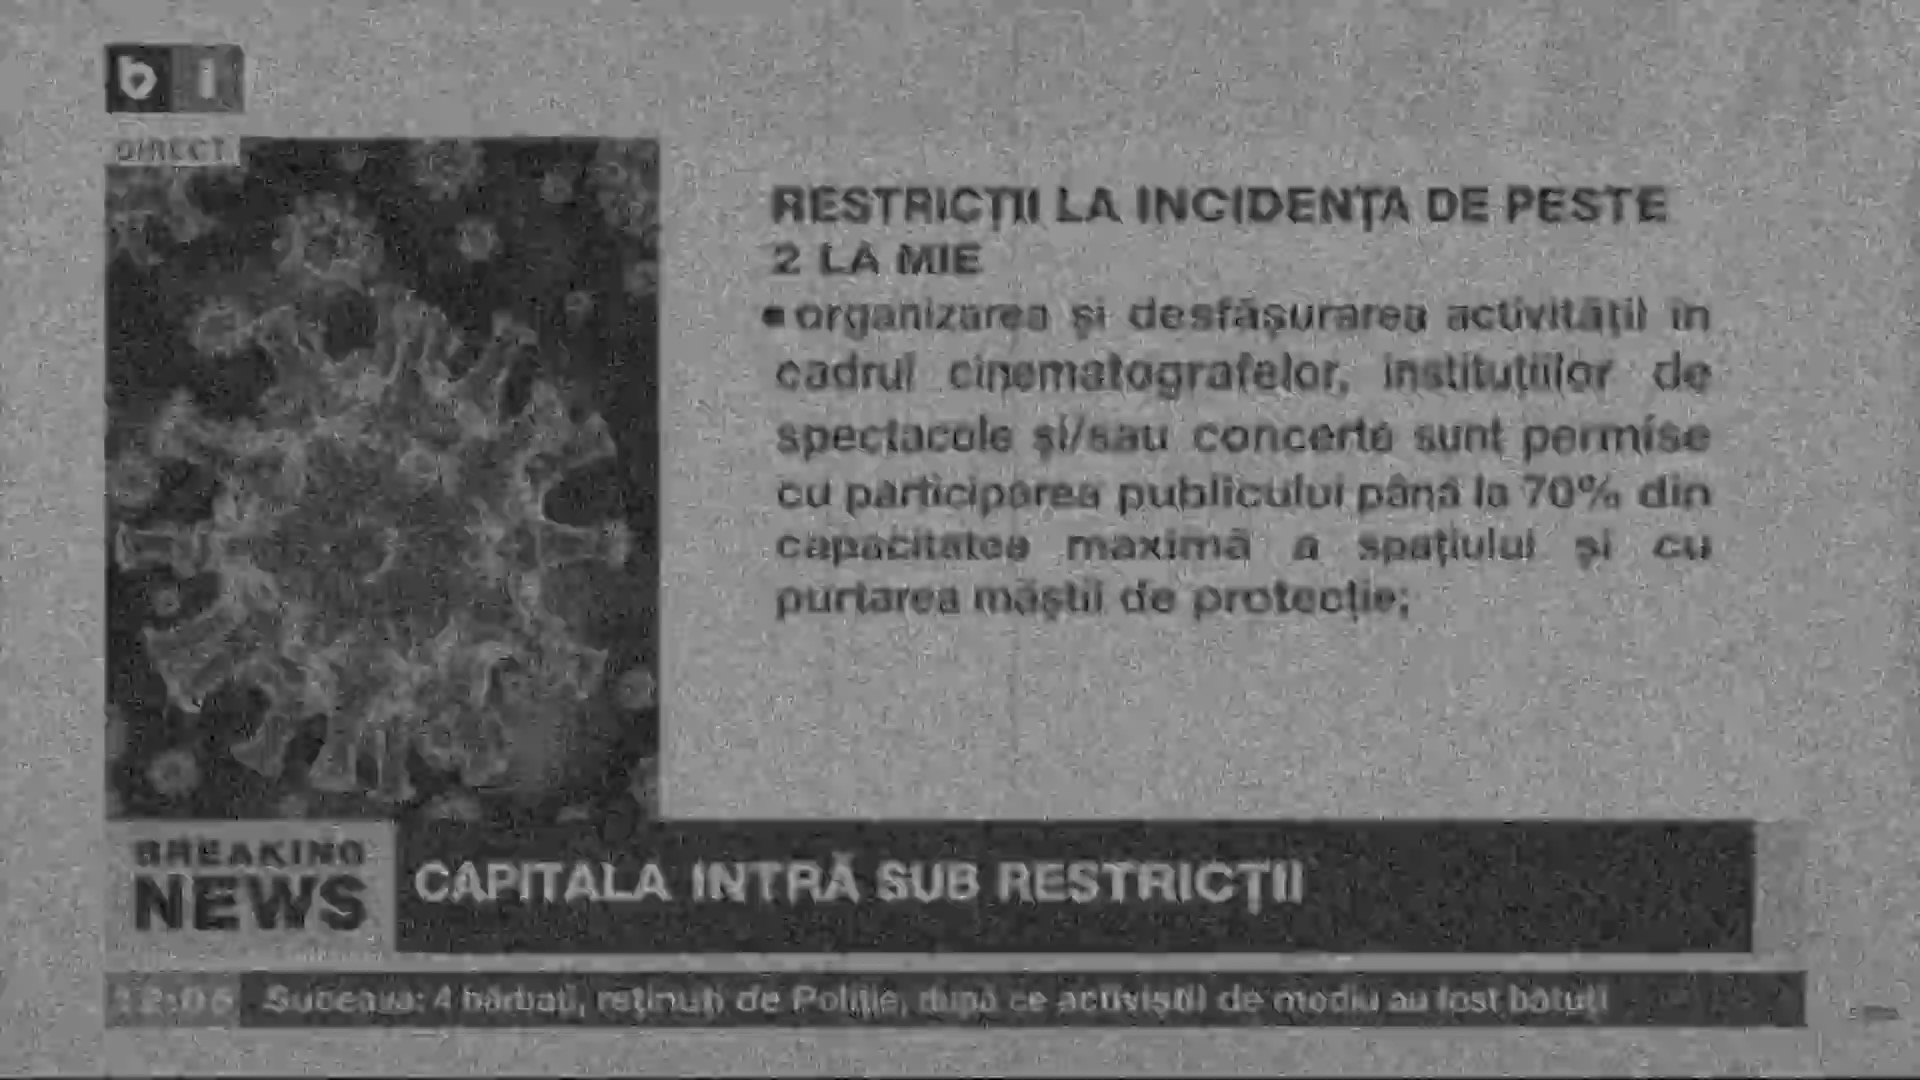 b 1
DIRECT
RESTRICȚII LA INCIDENȚA DE PESTE
2 LA MIE
• organizarea și desfășurarea activității în
cadrul cinematografelor, instituțiilor de
spectacole și/sau concerte sunt permise
cu participarea publicului până la 70% din
capacitatea maximă a spațiului și cu
purtarea măștii de protecție;
BREAKING
NEWS
CAPITALA INTRĂ SUB RESTRICȚII
12:06 Suceava: 4 bărbați, reținuți de Poliție, după ce activiștii de mediu au fost bătuți